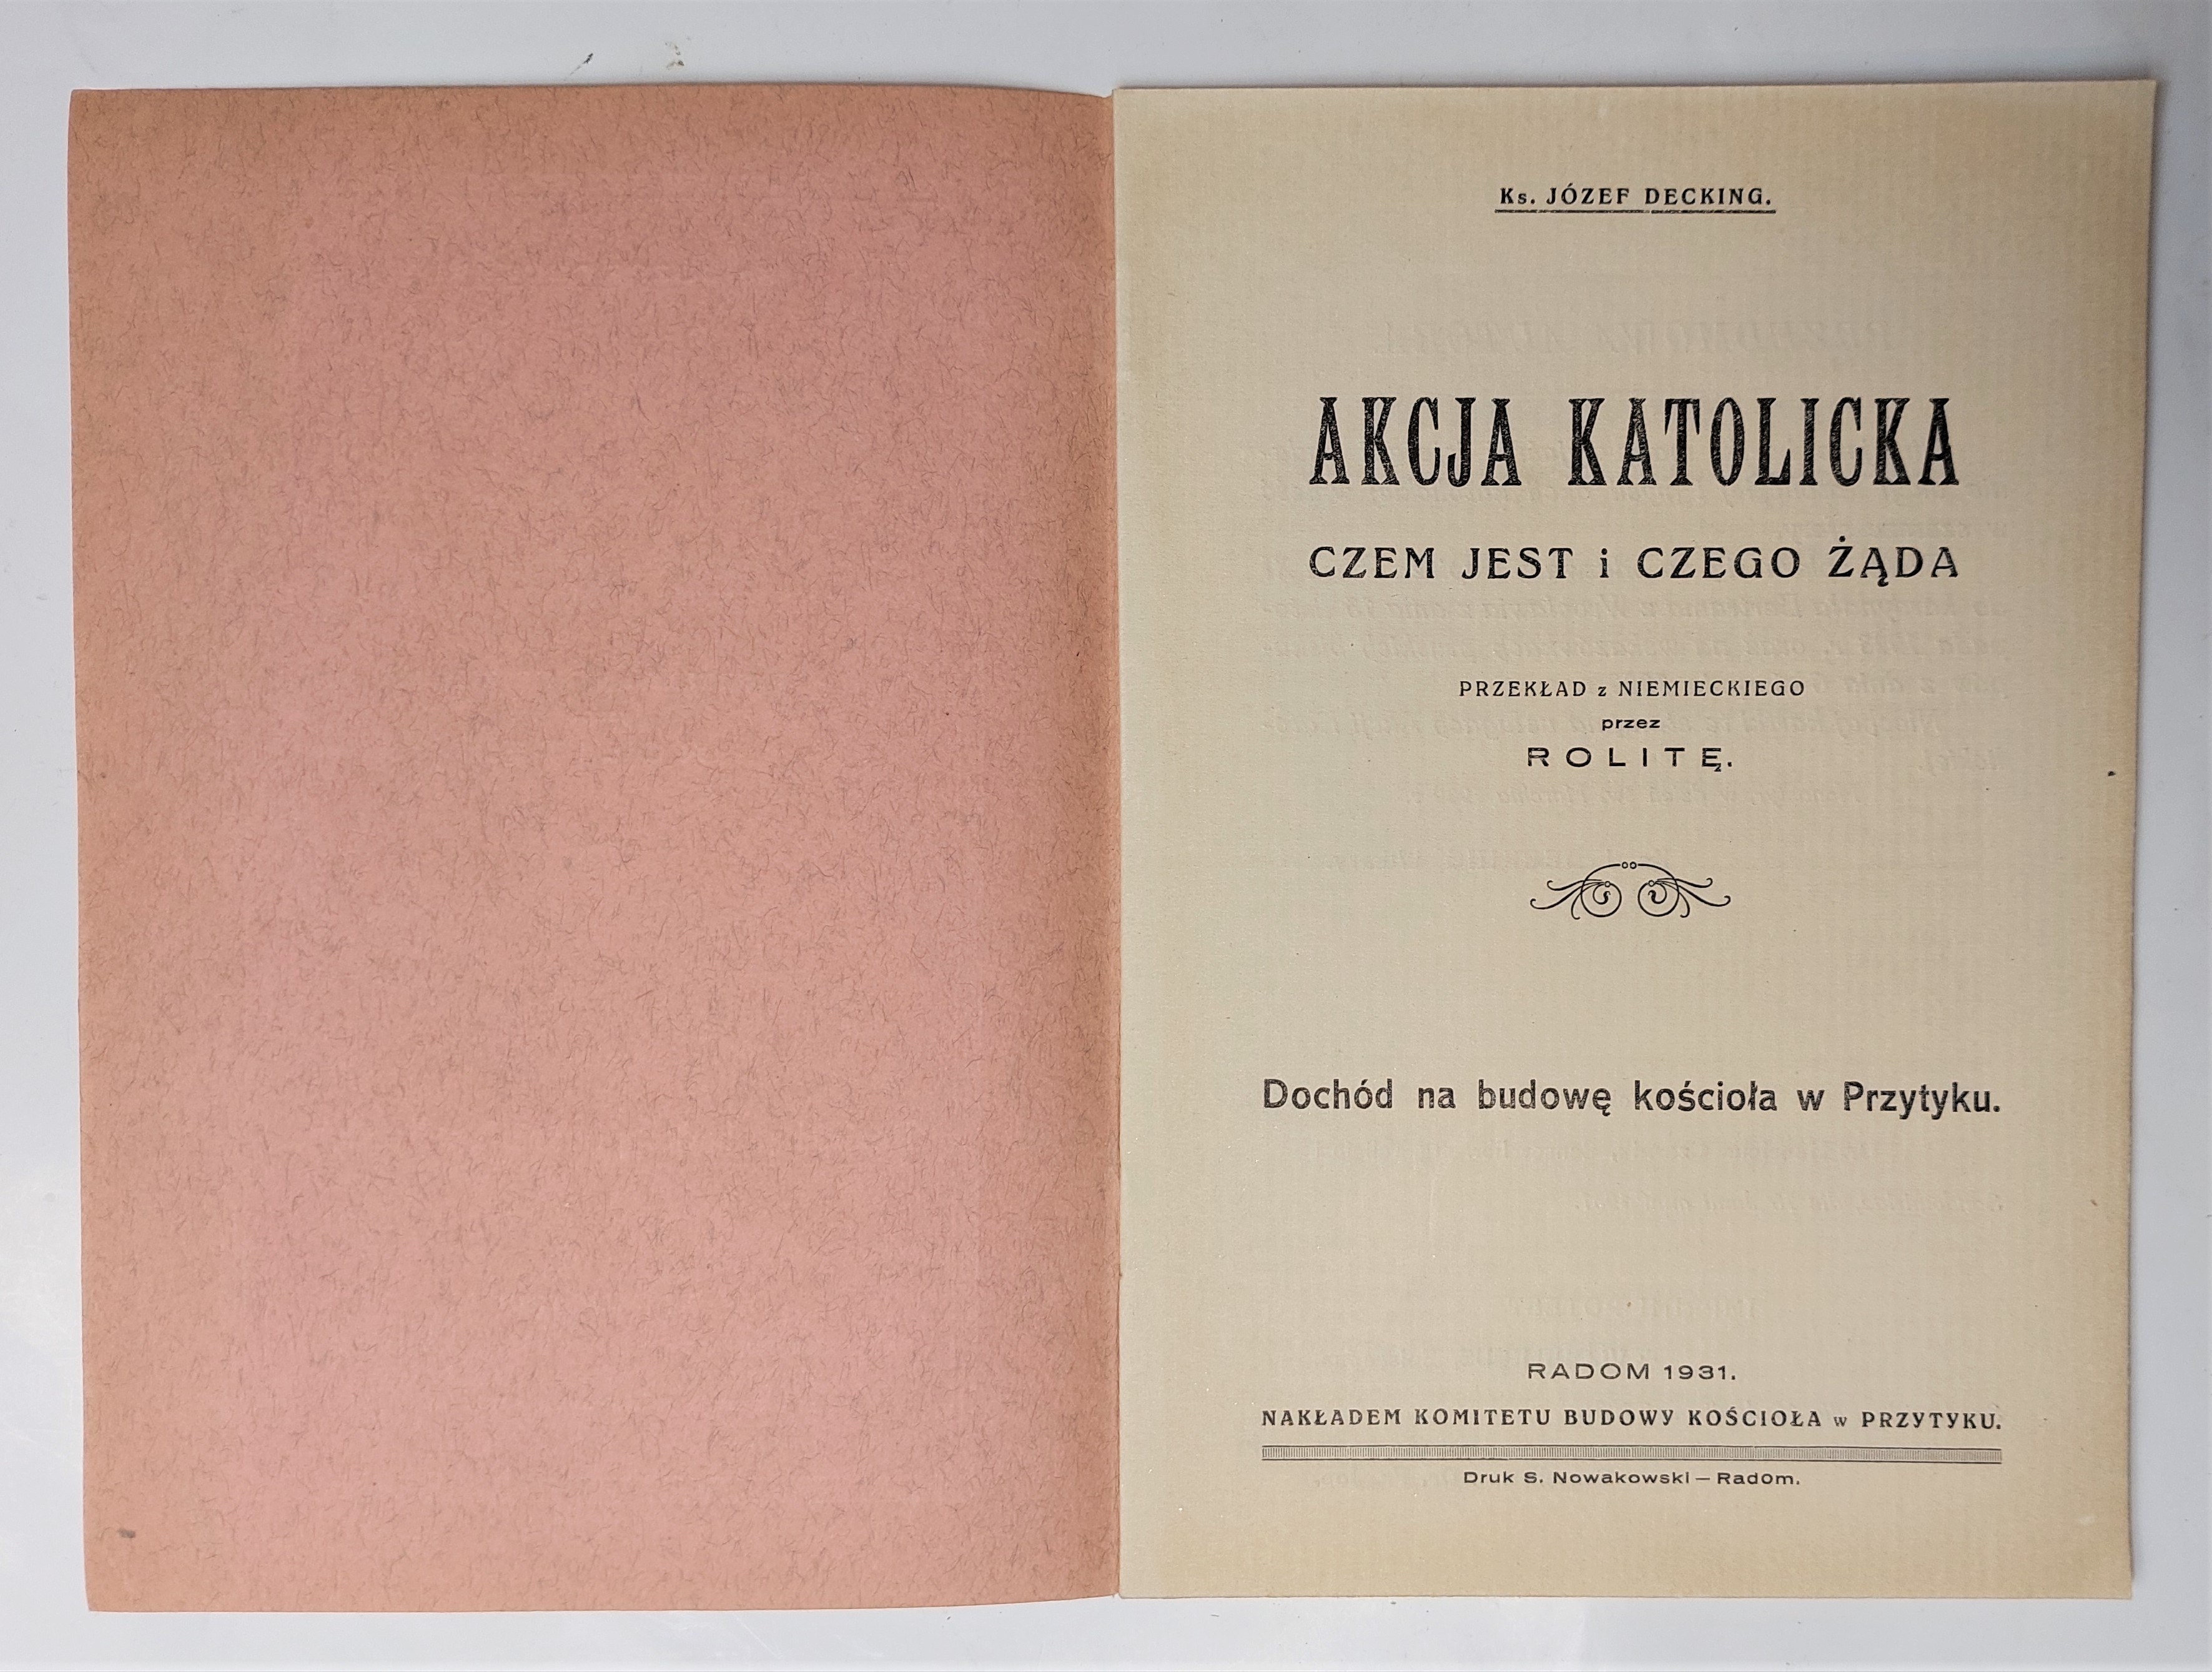 Ks. JÓZEF DECKING.
AKCJA KATOLICKA
CZEM JEST i CZEGO ŻĄDA
PRZEKŁAD z NIEMIECKIEGO
przez
ROLITĘ.
Dochód na budowę kościoła w Przytyku.
RADOM 1931.
NAKŁADEM KOMITETU BUDOWY KOŚCIOŁA w PRZYTYKU.
Druk S. Nowakowski — Radom.